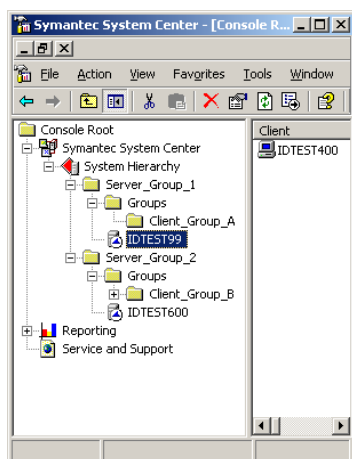 Symantec System Center - [Console R...
File Action View Favorites Tools Window
Console Root
Symantec System Center
System Hierarchy
Server_Group_1
Groups
Client_Group_A
IDTEST99
Server_Group_2
Groups
Client_Group_B
IDTEST600
Reporting
Service and Support
Client
IDTEST400